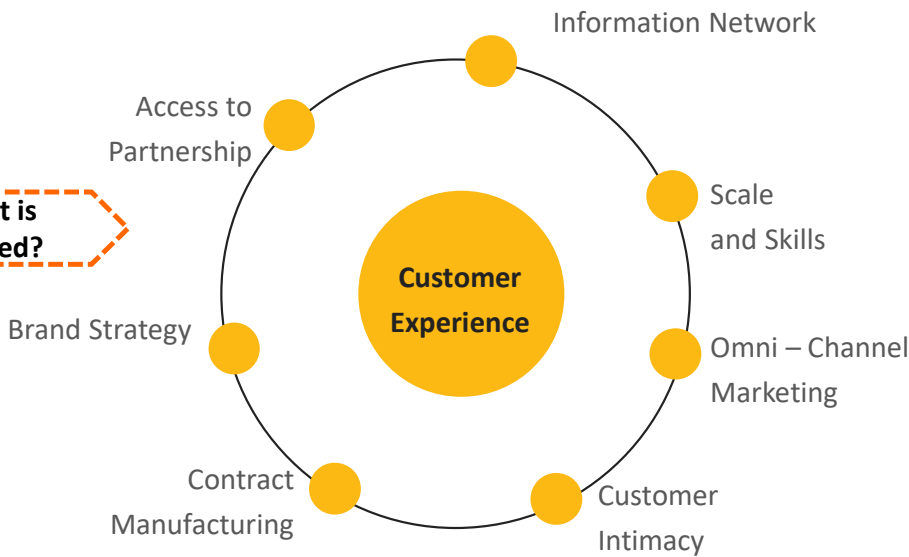 Information Network
Access to
Partnership
Scale
and Skills
t is
ed?
Customer
Experience
Brand Strategy
Omni – Channel
Marketing
Contract
Manufacturing
Customer
Intimacy